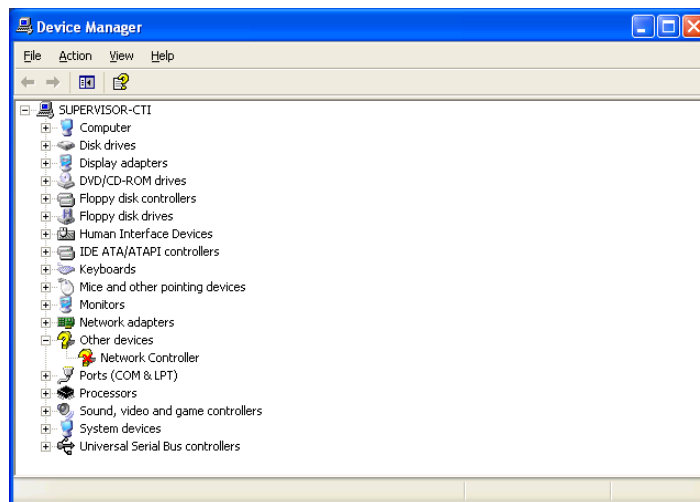 Device Manager
File Action View Help
SUPERVISOR-CTI
Computer
Disk drives
Display adapters
DVD/CD-ROM drives
Floppy disk controllers
Floppy disk drives
Human Interface Devices
IDE ATA/ATAPI controllers
Keyboards
Mice and other pointing devices
Monitors
Network adapters
Other devices
Network Controller
Ports (COM & LPT)
Processors
Sound, video and game controllers
System devices
Universal Serial Bus controllers